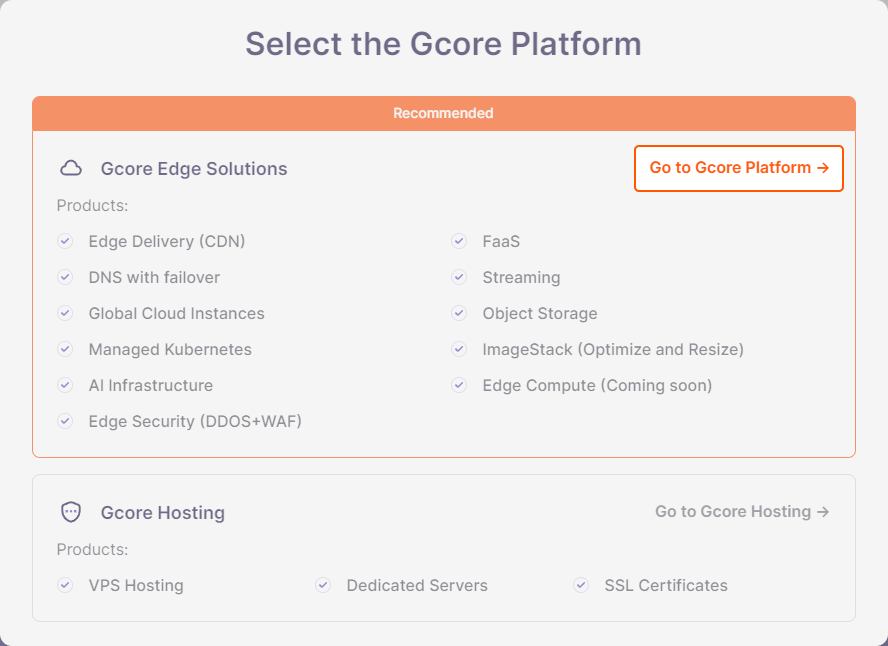 Select the Gcore Platform
Recommended
Gcore Edge Solutions
Go to Gcore Platform →
Products:
Edge Delivery (CDN)
FaaS
DNS with failover
Streaming
Global Cloud Instances
Object Storage
Managed Kubernetes
ImageStack (Optimize and Resize)
AI Infrastructure
Edge Compute (Coming soon)
Edge Security (DDOS+WAF)
Gcore Hosting
Go to Gcore Hosting →
Products:
VPS Hosting
Dedicated Servers
SSL Certificates